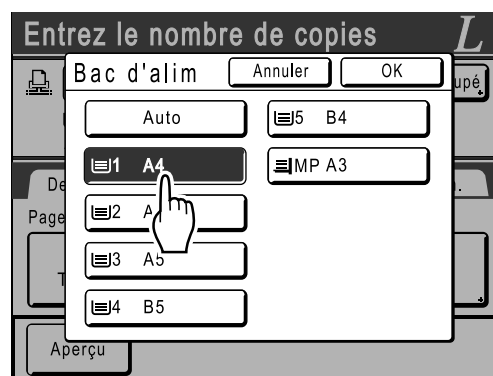 Entrez le nombre de copies L
Bac d'alim Annuler OK
upé
Auto
5 B4
1 A4
MP A3
De
..
2 A
Page
3 A5
T
4 B5
Aperçu